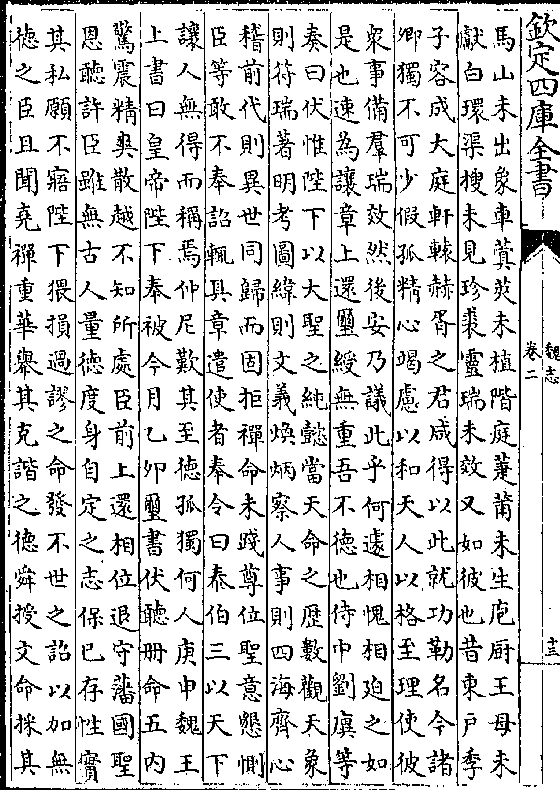 欽定四庫全書
魏志
卷二
十三
馬山未出象車蓂莢未植階庭萐莆未生庖厨王母未
獻白環渠搜未見珍裘靈瑞未效又如彼也昔東戸季
子容成大庭軒轅赫胥之君咸得以此就功勒名今諸
卿獨不可少假孤精心竭慮以和天人以格至理使彼
衆事備羣瑞效然後安乃議此乎何遽相愧相廹之如
是也速為讓章上還璽綬無重吾不德也侍中劉廙等
奏曰伏惟陛下以大聖之純懿當天命之歴數觀天象
則符瑞著明考圖緯則文義煥炳察人事則四海齊心
稽前代則異世同歸而固拒禪命未踐尊位聖意懇惻
臣等敢不奉詔輒具章遣使者奉令曰泰伯三以天下
讓人無得而稱焉仲尼歎其至德孤獨何人庚申魏王
上書曰皇帝陛下奉被今月乙卯璽書伏聽冊命五内
驚震精爽散越不知所處臣前上還相位退守藩國聖
恩聽許臣雖無古人量徳度身自定之志保已存性實
其私願不寤陛下猥損過謬之命發不世之詔以加無
徳之臣且聞堯禪重華舉其克諧之徳舜授文命採其